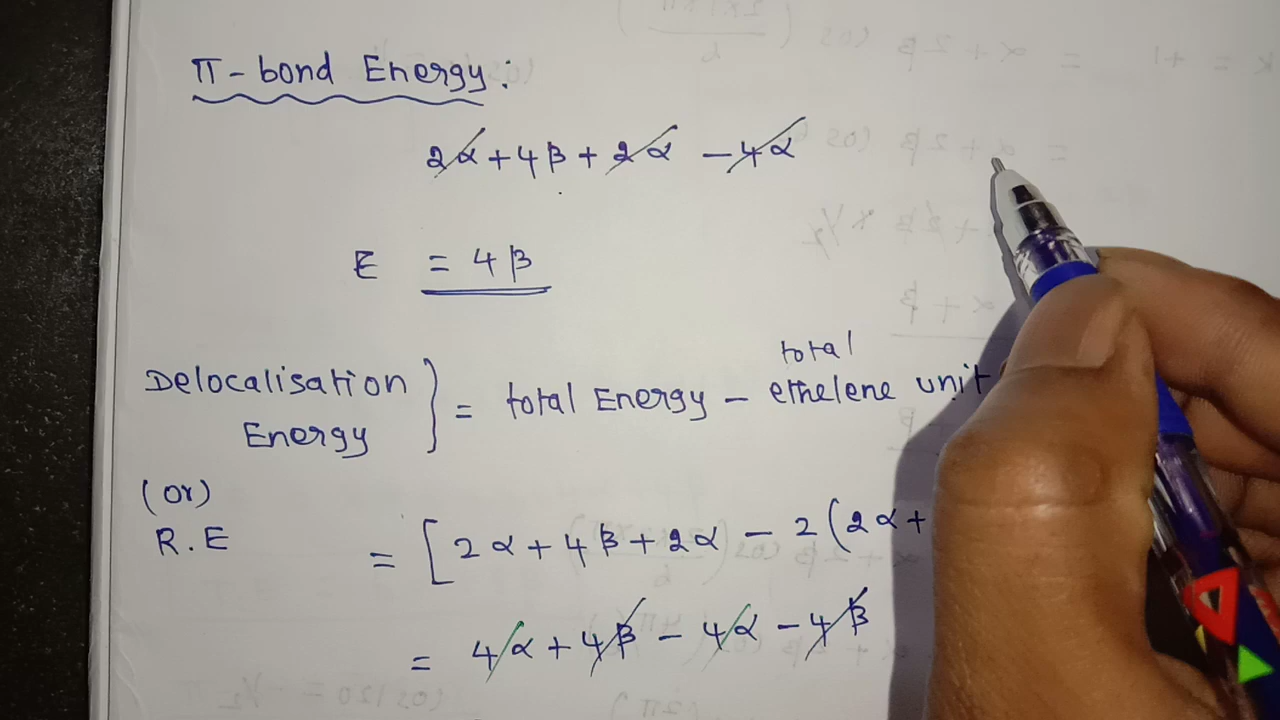 π - bond Energy:
2α + 4β + 2α - 4α
E = 4β
total
Delocalisation Energy } = total Energy - ethelene unit
(or)
R.E
= [2α + 4β + 2α - 2(2α +
= 4α + 4β - 4α - 4β